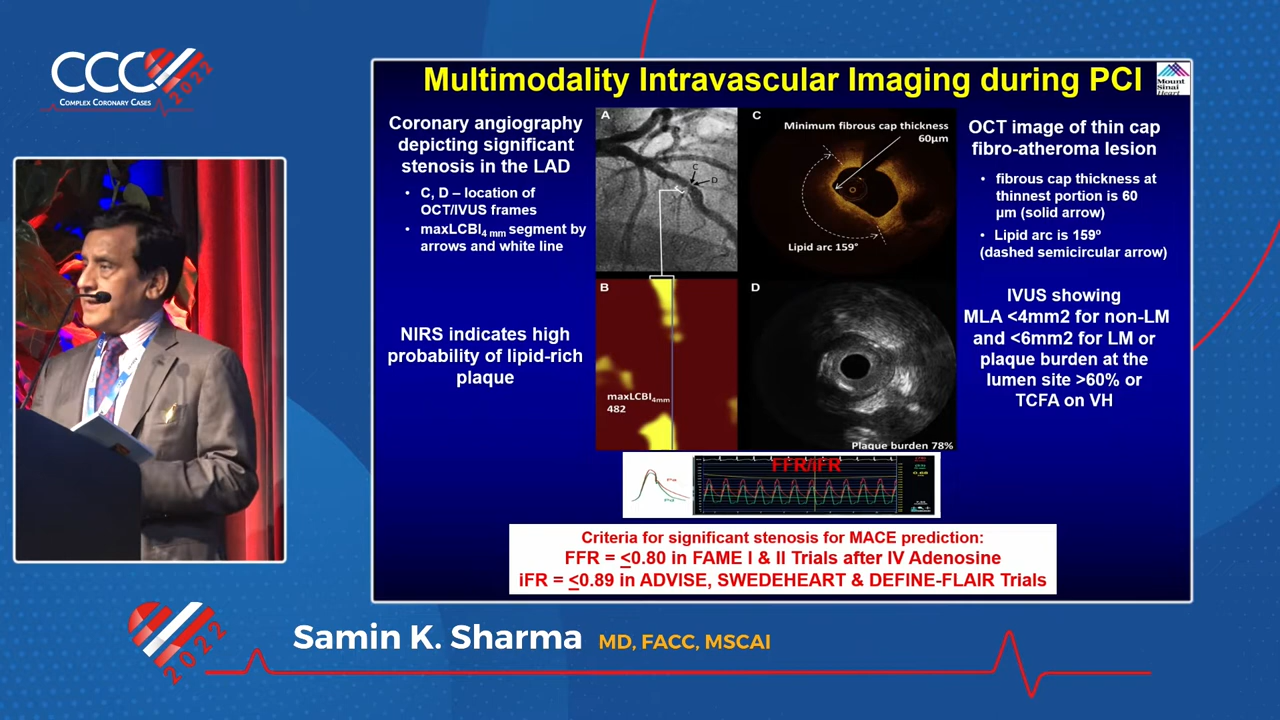 CCC
2022
COMPLEX CORONARY CASES
Multimodality Intravascular Imaging during PCI
Mount
Sinai
Heart
Coronary angiography
depicting significant
stenosis in the LAD
• C, D – location of
OCT/IVUS frames
• maxLCBI4 mm segment by
arrows and white line
NIRS indicates high
probability of lipid-rich
plaque
A
C
D
C
Minimum fibrous cap thickness
60µm
Lipid arc 159°
B
maxLCBI4mm
482
D
Plaque burden 78%
OCT image of thin cap
fibro-atheroma lesion
• fibrous cap thickness at
thinnest portion is 60
µm (solid arrow)
• Lipid arc is 159º
(dashed semicircular arrow)
IVUS showing
MLA <4mm2 for non-LM
and <6mm2 for LM or
plaque burden at the
lumen site >60% or
TCFA on VH
FFR/iFR
Criteria for significant stenosis for MACE prediction:
FFR = <0.80 in FAME I & II Trials after IV Adenosine
iFR = <0.89 in ADVISE, SWEDEHEART & DEFINE-FLAIR Trials
2022
Samin K. Sharma MD, FACC, MSCAI